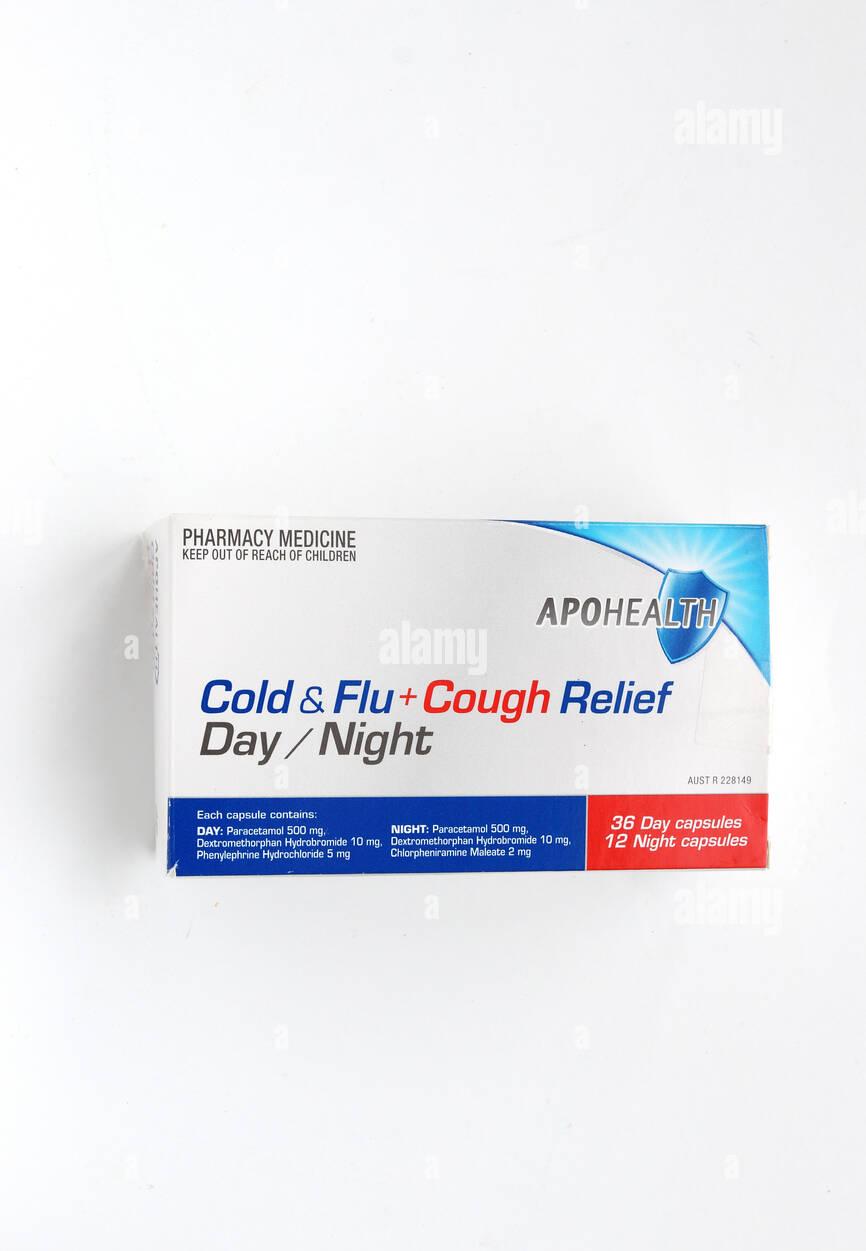 alamy
PHARMACY MEDICINE
KEEP OUT OF REACH OF CHILDREN
APOHEALTH
alamy
Cold & Flu + Cough Relief
Day / Night
AUST R 228149
Each capsule contains:
DAY: Paracetamol 500 mg,
Dextromethorphan Hydrobromide 10 mg,
Phenylephrine Hydrochloride 5 mg
NIGHT: Paracetamol 500 mg,
Dextromethorphan Hydrobromide 10 mg,
Chlorpheniramine Maleate 2 mg
36 Day capsules
12 Night capsules
alamy